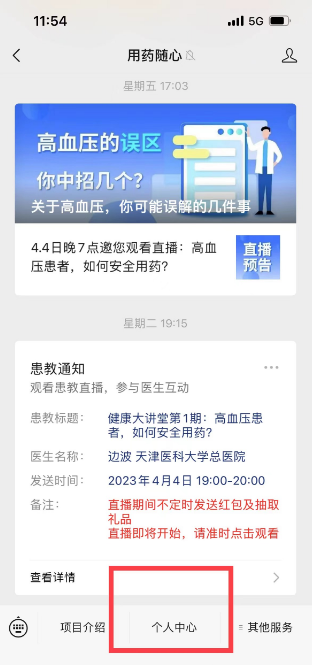 11:54
5G
用药随心
星期五 17:03
高血压的误区
你中招几个?
关于高血压，你可能误解的几件事
4.4日晚7点邀您观看直播：高血
压患者，如何安全用药?
直播
预告
星期二 19:15
患教通知
观看患教直播，参与医生互动
患教标题：
健康大讲堂第1期：高血压患
者，如何安全用药?
医生名称：
边波 天津医科大学总医院
发送时间：
2023年4月4日 19:00-20:00
备注：
直播期间不定时发送红包及抽取
礼品
直播即将开始，请准时点击观看
查看详情
项目介绍
个人中心
其他服务